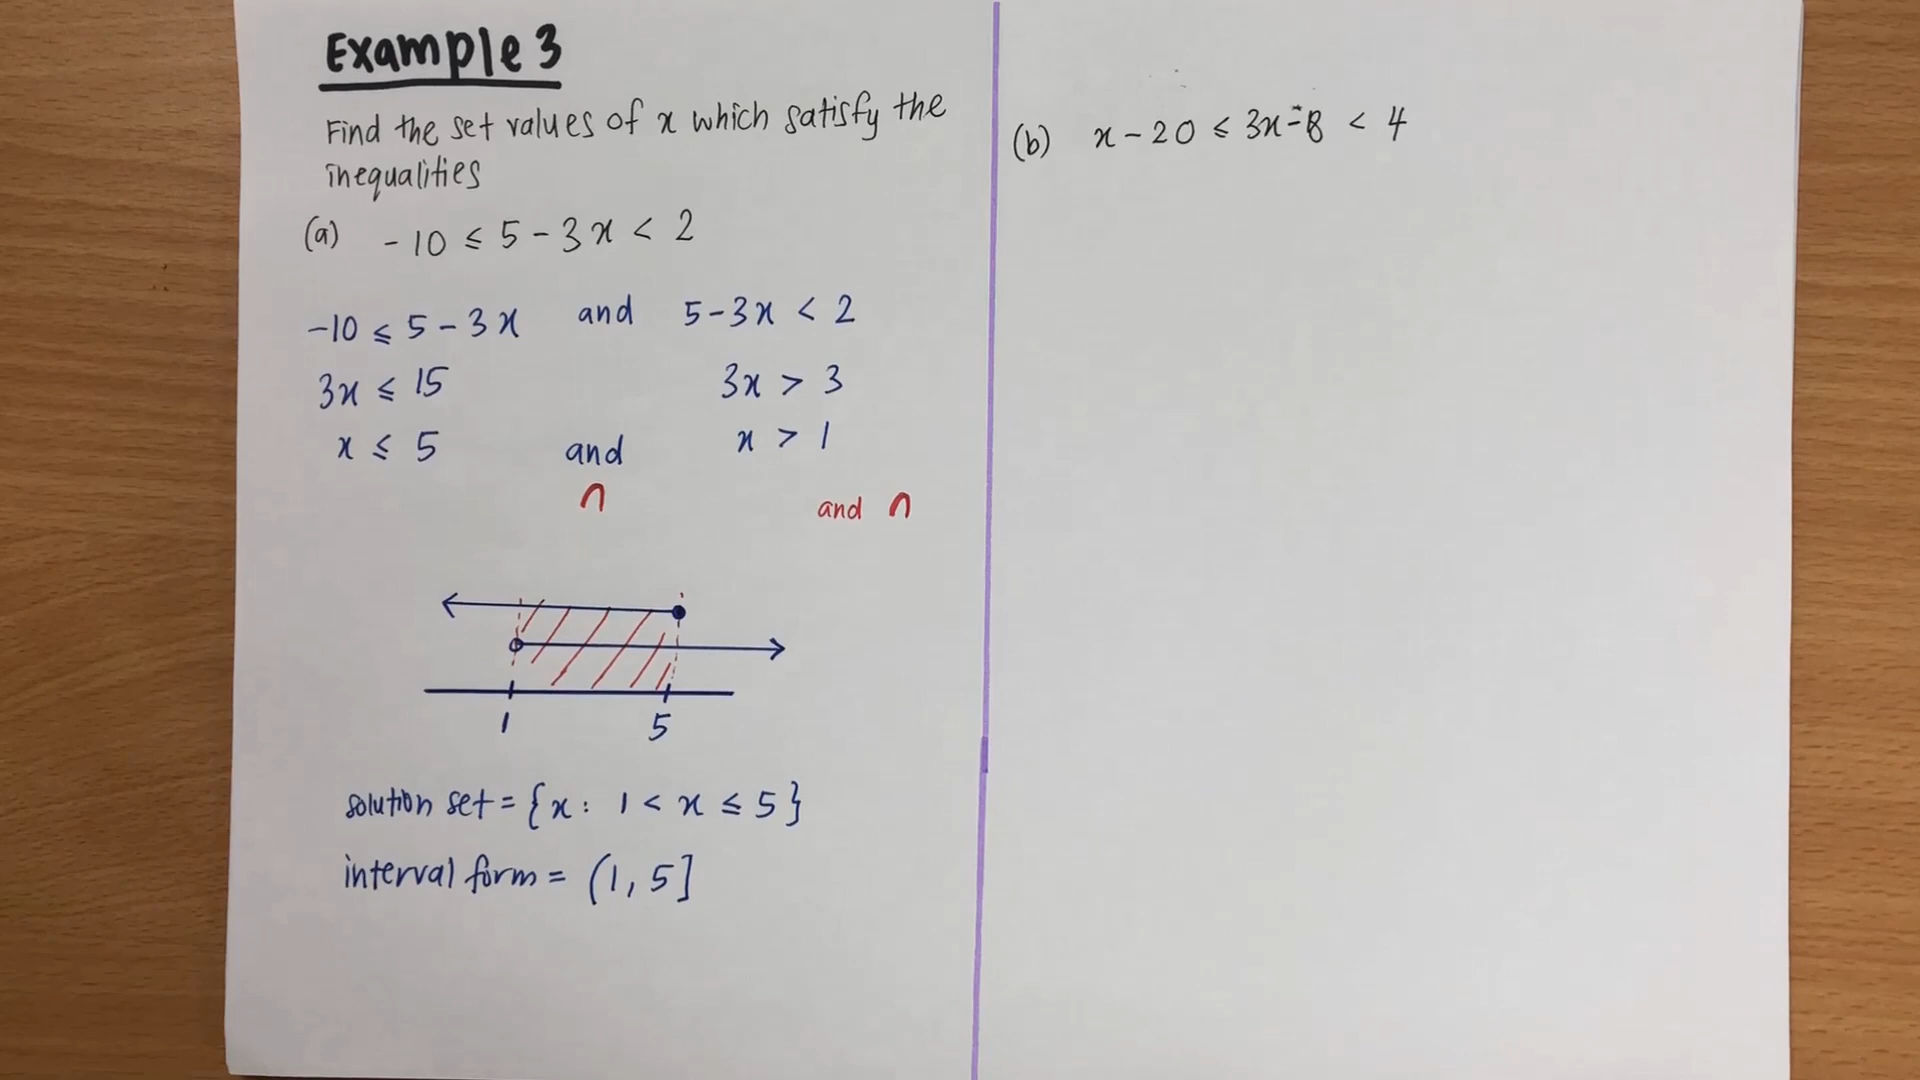 Example 3
Find the set values of x which satisfy the
inequalities
(a) -10 ≤ 5 - 3x < 2
-10 ≤ 5 - 3x and 5 - 3x < 2
3x ≤ 15 3x > 3
x ≤ 5 and x > 1
∩ and ∩
1 5
solution set = {x : 1 < x ≤ 5}
interval form = (1, 5]
(b) x - 20 ≤ 3x - 8 < 4